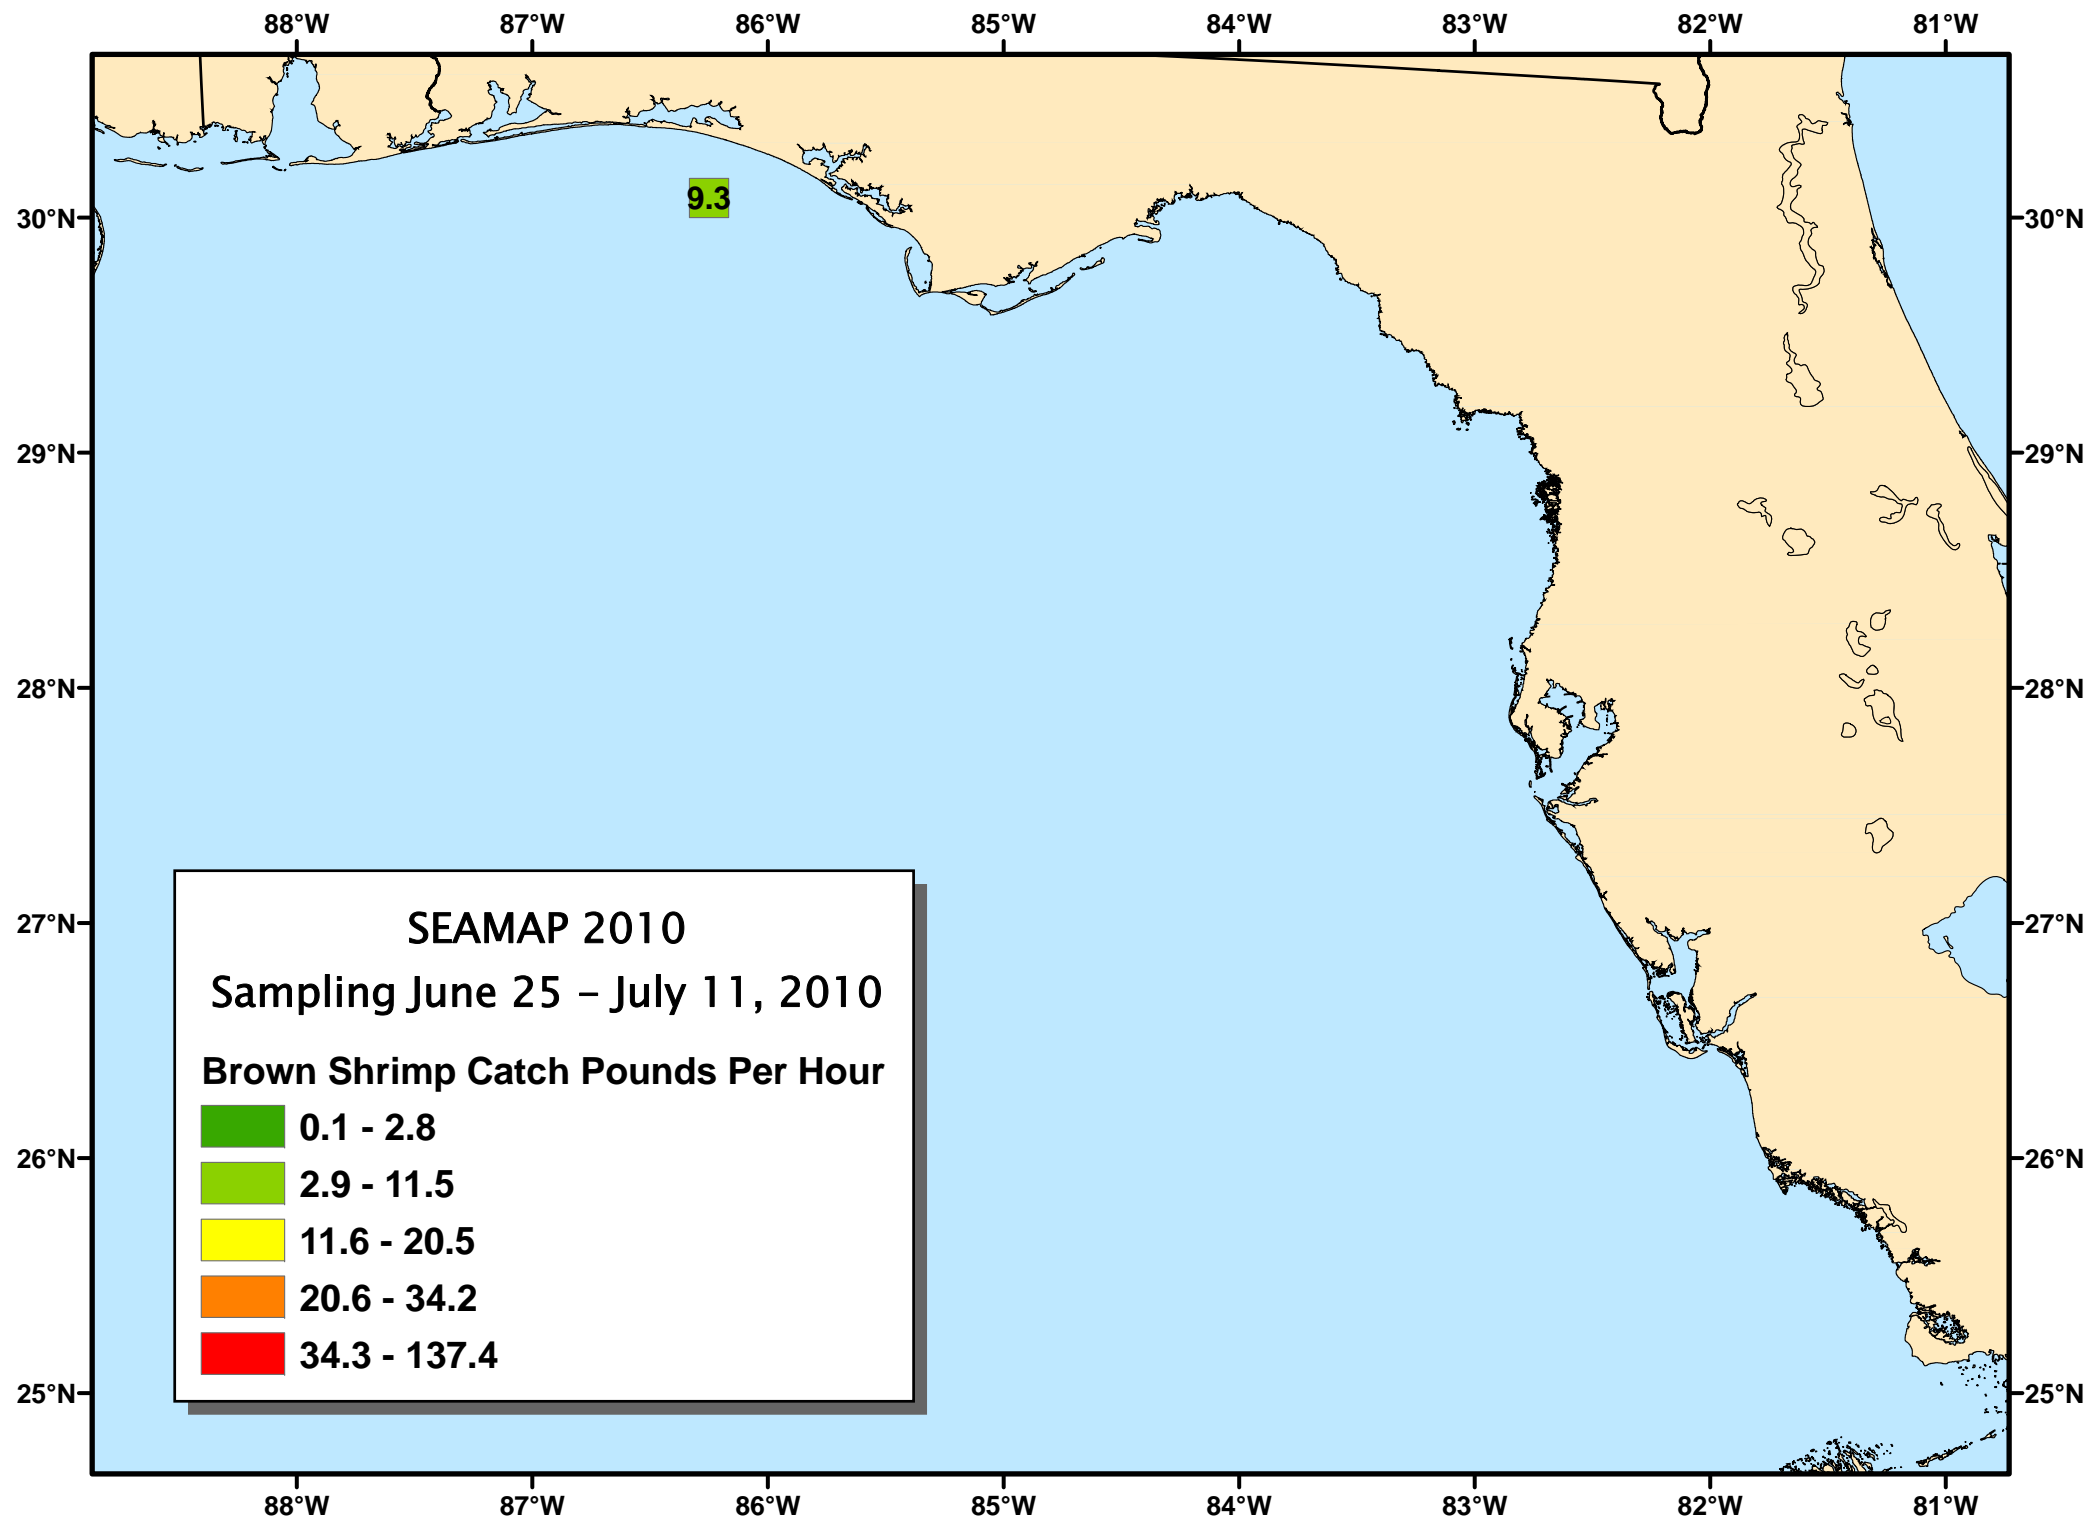 88°W 87°W 86°W 85°W 84°W 83°W 82°W 81°W
9.3
30°N 30°N
29°N 29°N
28°N 28°N
27°N 27°N
26°N 26°N
25°N 25°N
SEAMAP 2010
Sampling June 25 – July 11, 2010
Brown Shrimp Catch Pounds Per Hour
0.1 - 2.8
2.9 - 11.5
11.6 - 20.5
20.6 - 34.2
34.3 - 137.4
88°W 87°W 86°W 85°W 84°W 83°W 82°W 81°W